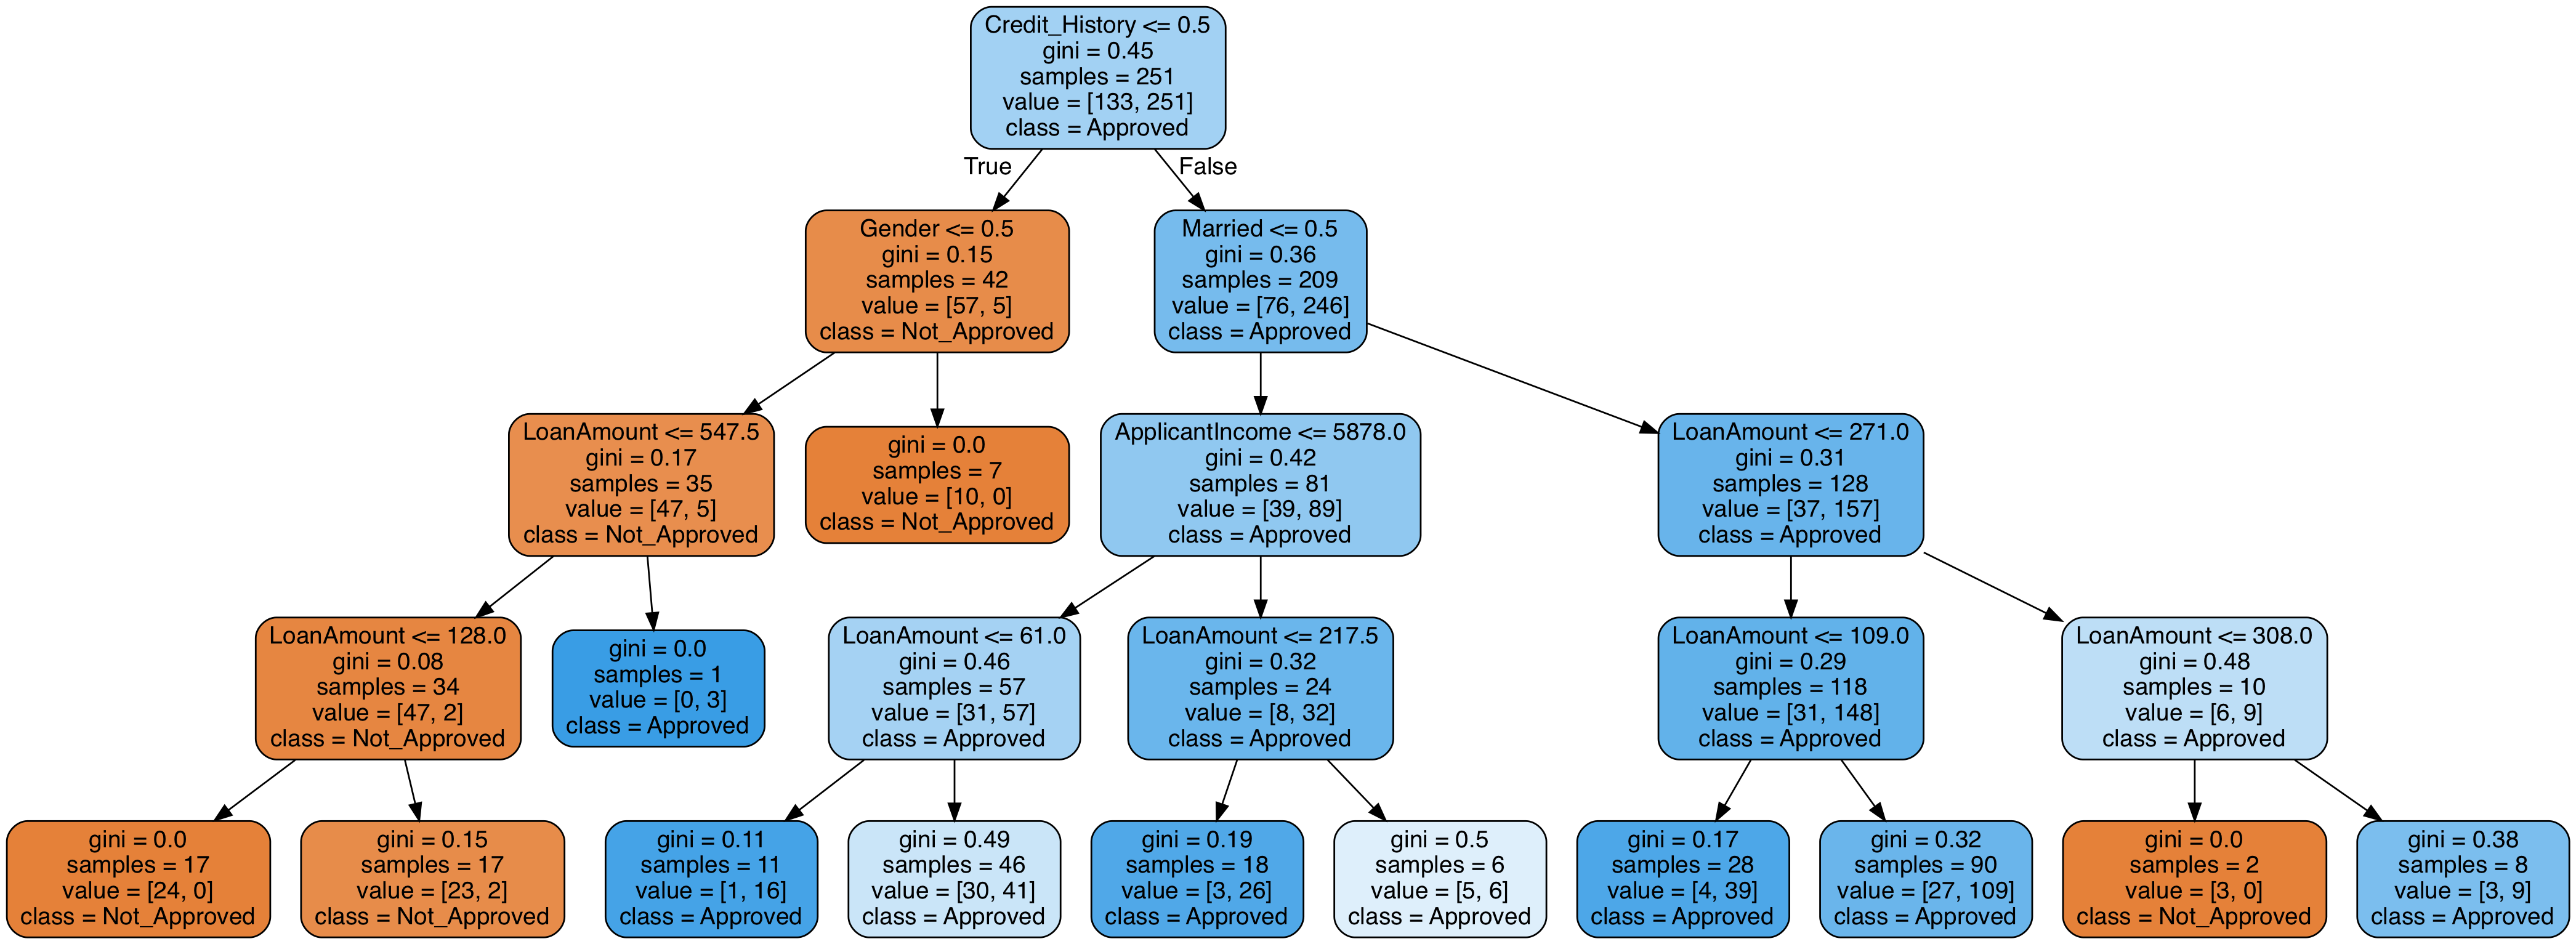 Credit_History <= 0.5
gini = 0.45
samples = 251
value = [133, 251]
class = Approved
True
False
Gender <= 0.5
gini = 0.15
samples = 42
value = [57, 5]
class = Not_Approved
Married <= 0.5
gini = 0.36
samples = 209
value = [76, 246]
class = Approved
LoanAmount <= 547.5
gini = 0.17
samples = 35
value = [47, 5]
class = Not_Approved
gini = 0.0
samples = 7
value = [10, 0]
class = Not_Approved
ApplicantIncome <= 5878.0
gini = 0.42
samples = 81
value = [39, 89]
class = Approved
LoanAmount <= 271.0
gini = 0.31
samples = 128
value = [37, 157]
class = Approved
LoanAmount <= 128.0
gini = 0.08
samples = 34
value = [47, 2]
class = Not_Approved
gini = 0.0
samples = 1
value = [0, 3]
class = Approved
LoanAmount <= 61.0
gini = 0.46
samples = 57
value = [31, 57]
class = Approved
LoanAmount <= 217.5
gini = 0.32
samples = 24
value = [8, 32]
class = Approved
LoanAmount <= 109.0
gini = 0.29
samples = 118
value = [31, 148]
class = Approved
LoanAmount <= 308.0
gini = 0.48
samples = 10
value = [6, 9]
class = Approved
gini = 0.0
samples = 17
value = [24, 0]
class = Not_Approved
gini = 0.15
samples = 17
value = [23, 2]
class = Not_Approved
gini = 0.11
samples = 11
value = [1, 16]
class = Approved
gini = 0.49
samples = 46
value = [30, 41]
class = Approved
gini = 0.19
samples = 18
value = [3, 26]
class = Approved
gini = 0.5
samples = 6
value = [5, 6]
class = Approved
gini = 0.17
samples = 28
value = [4, 39]
class = Approved
gini = 0.32
samples = 90
value = [27, 109]
class = Approved
gini = 0.0
samples = 2
value = [3, 0]
class = Not_Approved
gini = 0.38
samples = 8
value = [3, 9]
class = Approved